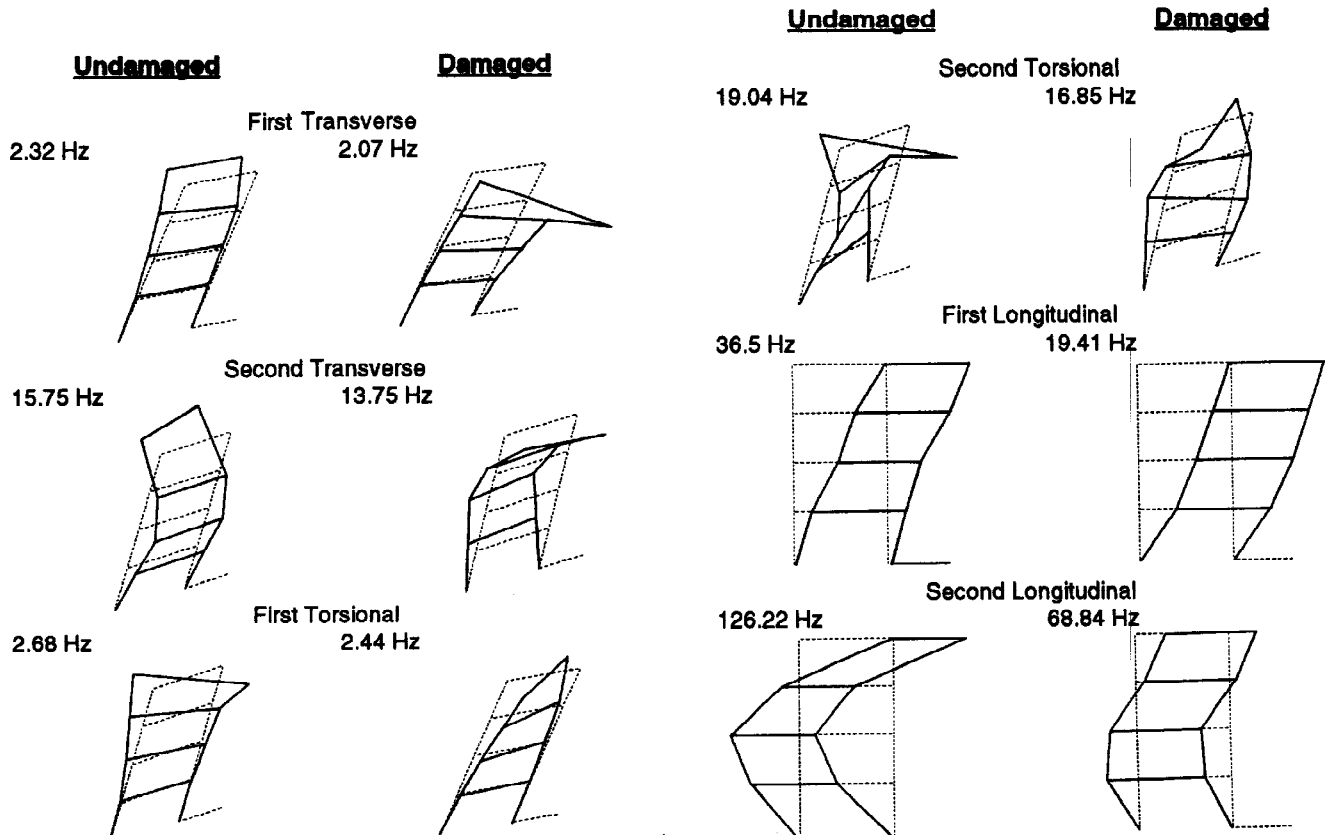 Undamaged Damaged
First Transverse
2.32 Hz 2.07 Hz
Second Transverse
15.75 Hz 13.75 Hz
First Torsional
2.68 Hz 2.44 Hz
Undamaged Damaged
Second Torsional
19.04 Hz 16.85 Hz
First Longitudinal
36.5 Hz 19.41 Hz
Second Longitudinal
126.22 Hz 68.84 Hz